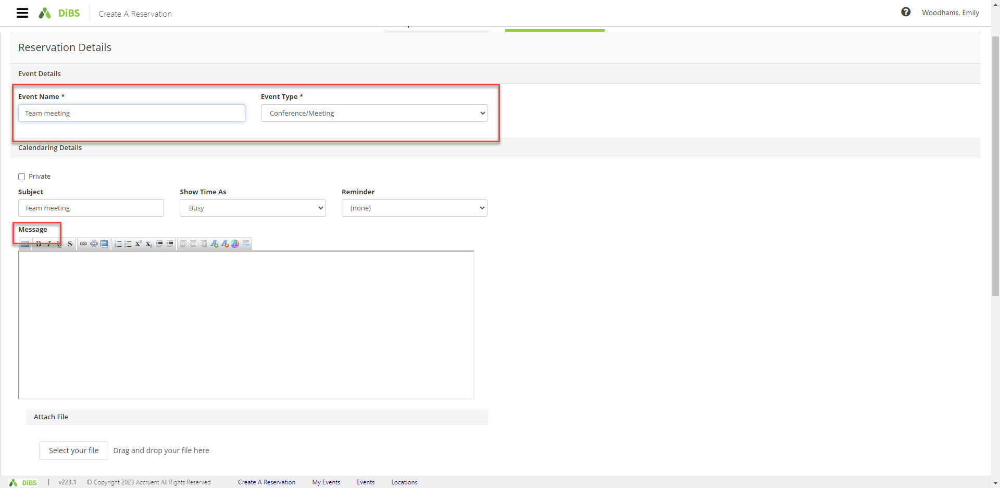 DiBS
Create A Reservation
Woodhams, Emily
Reservation Details
Event Details
Event Name *
Event Type *
Team meeting
Conference/Meeting
Calendaring Details
Private
Subject
Show Time As
Reminder
Team meeting
Busy
(none)
Message
B I U S
Attach File
Select your file
Drag and drop your file here
DiBS | v223.1 © Copyright 2023 Accruent All Rights Reserved Create A Reservation My Events Events Locations